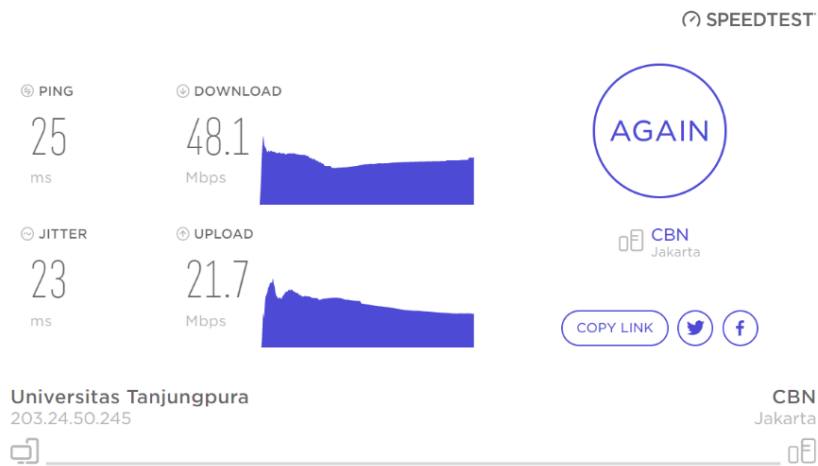 SPEEDTEST
PING
25
ms
DOWNLOAD
48.1
Mbps
AGAIN
JITTER
23
ms
UPLOAD
21.7
Mbps
CBN
Jakarta
COPY LINK
Universitas Tanjungpura
203.24.50.245
CBN
Jakarta